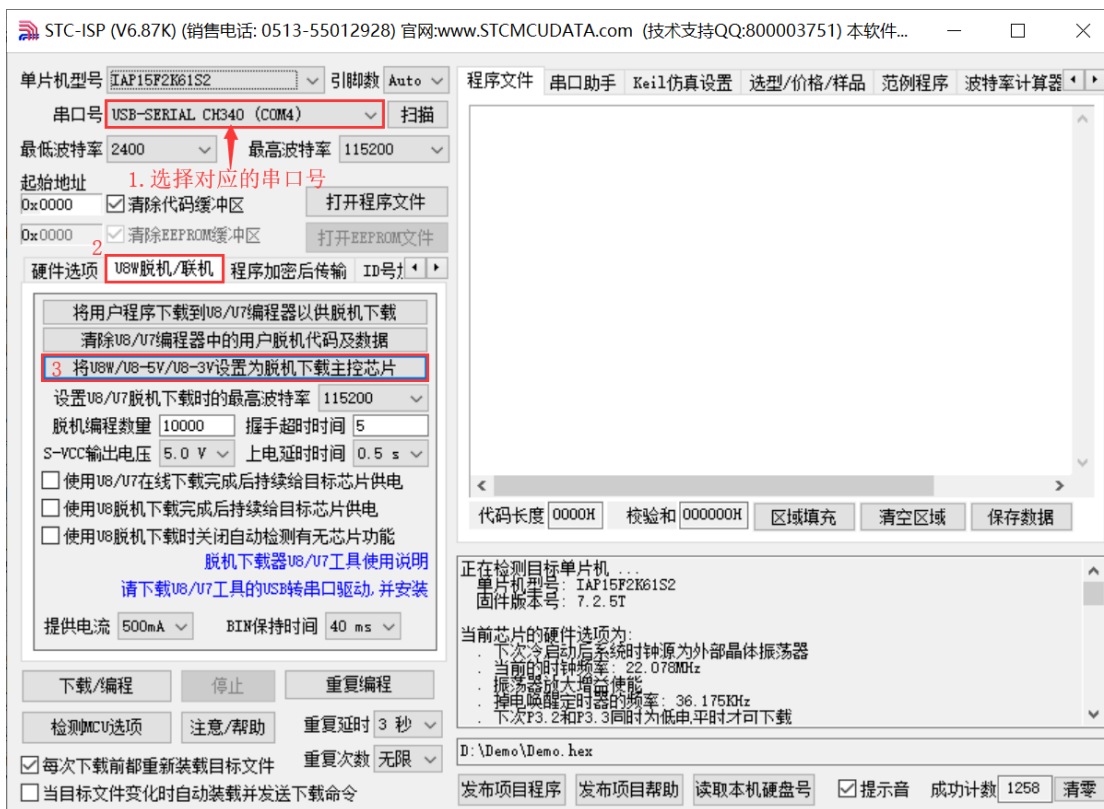 STC-ISP (V6.87K) (销售电话: 0513-55012928) 官网:www.STCMCUDATA.com (技术支持QQ:800003751) 本软件...
单片机型号 IAP15F2K61S2 引脚数 Auto
串口号 USB-SERIAL CH340 (COM4) 扫描
最低波特率 2400 最高波特率 115200
1.选择对应的串口号
起始地址
0x0000 清除代码缓冲区 打开程序文件
0x0000 清除EEPROM缓冲区 打开EEPROM文件
2
硬件选项 U8W脱机/联机 程序加密后传输 ID号
将用户程序下载到U8/U7编程器以供脱机下载
清除U8/U7编程器中的用户脱机代码及数据
3 将U8W/U8-5V/U8-3V设置为脱机下载主控芯片
设置U8/U7脱机下载时的最高波特率 115200
脱机编程数量 10000 握手超时时间 5
S-VCC输出电压 5.0 V 上电延时时间 0.5 s
使用U8/U7在线下载完成后持续给目标芯片供电
使用U8脱机下载完成后持续给目标芯片供电
使用U8脱机下载时关闭自动检测有无芯片功能
脱机下载器U8/U7工具使用说明
请下载U8/U7工具的USB转串口驱动,并安装
提供电流 500mA BIN保持时间 40 ms
下载/编程 停止 重复编程
检测MCU选项 注意/帮助 重复延时 3 秒
重复次数 无限
每次下载前都重新装载目标文件
当目标文件变化时自动装载并发送下载命令
程序文件 串口助手 Keil仿真设置 选型/价格/样品 范例程序 波特率计算器
代码长度 0000H 校验和 000000H 区域填充 清空区域 保存数据
正在检测目标单片机 ...
单片机型号: IAP15F2K61S2
固件版本号: 7.2.5T
当前芯片的硬件选项为:
. 下次冷启动后系统时钟源为外部晶体振荡器
. 当前的时钟频率: 22.078MHz
. 振荡器放大增益使能
. 掉电唤醒定时器的频率: 36.175KHz
. 下次P3.2和P3.3同时为低电平时才可下载
D:\Demo\Demo.hex
发布项目程序 发布项目帮助 读取本机硬盘号 提示音 成功计数 1258 清零